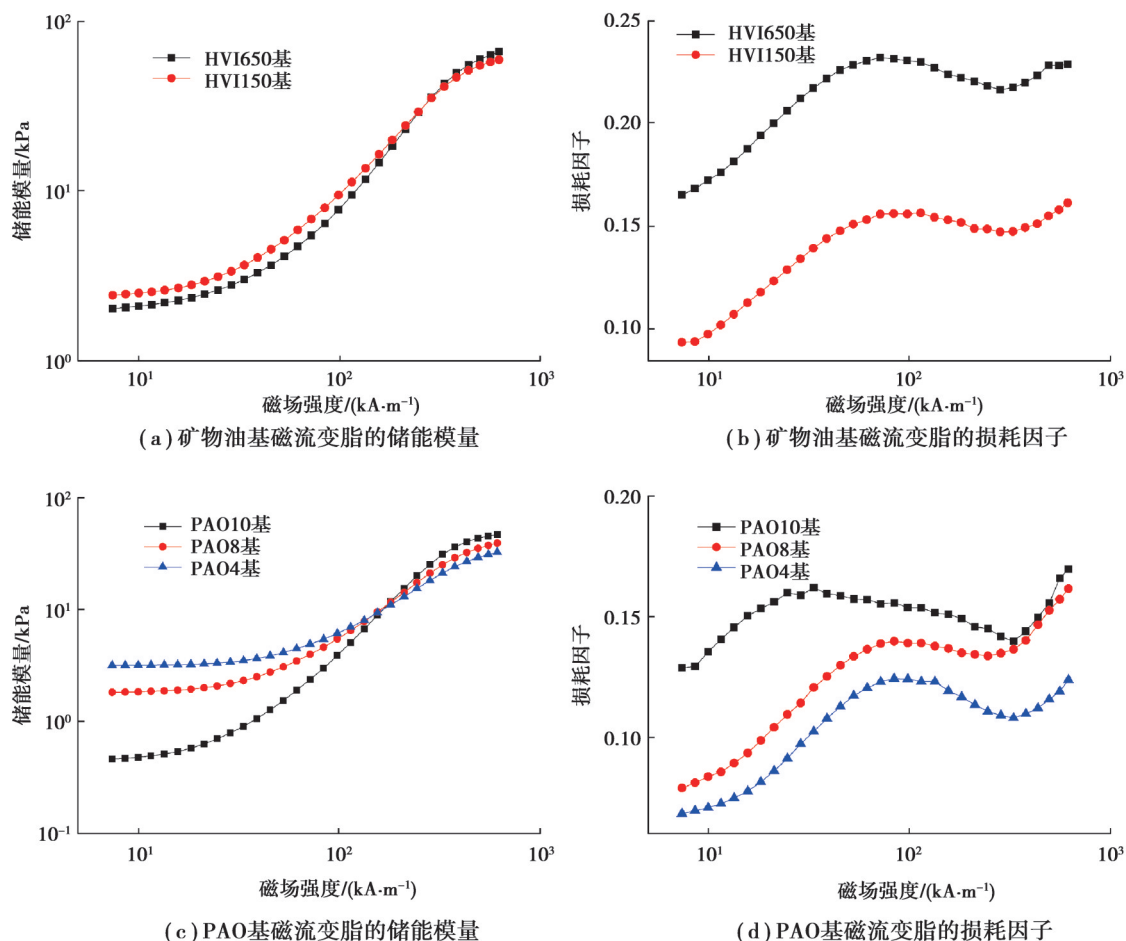 10²
10¹
10⁰
储能模量/kPa
HVI650基
HVI150基
10¹
10²
10³
磁场强度/(kA·m⁻¹)
(a)矿物油基磁流变脂的储能模量
0.25
0.20
0.15
0.10
损耗因子
HVI650基
HVI150基
10¹
10²
10³
磁场强度/(kA·m⁻¹)
(b)矿物油基磁流变脂的损耗因子
10²
10¹
10⁰
10⁻¹
储能模量/kPa
PAO10基
PAO8基
PAO4基
10¹
10²
10³
磁场强度/(kA·m⁻¹)
(c)PAO基磁流变脂的储能模量
0.20
0.15
0.10
损耗因子
PAO10基
PAO8基
PAO4基
10¹
10²
10³
磁场强度/(kA·m⁻¹)
(d)PAO基磁流变脂的损耗因子